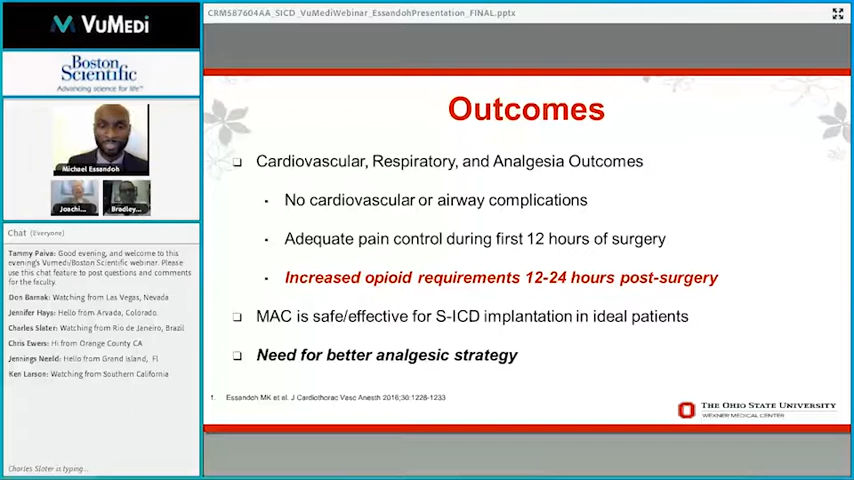 CRM587604AA_SICD_VuMediWebinar_EssandohPresentation_FINAL.pptx
VuMedi
Boston
Scientific
Advancing science for life™
Michael Essandoh
Joachi...
Bradley...
Chat (Everyone)
Tammy Paiva: Good evening, and welcome to this
evening's Vumedi/Boston Scientific webinar. Please
use this chat feature to post questions and comments
for the faculty.
Don Barnak: Watching from Las Vegas, Nevada
Jennifer Hays: Hello from Arvada, Colorado.
Charles Slater: Watching from Rio de Janeiro, Brazil
Chris Ewers: Hi from Orange County CA
Jennings Neeld: Hello from Grand Island, Fl
Ken Larson: Watching from Southern California
Charles Slater is typing...
Outcomes
Cardiovascular, Respiratory, and Analgesia Outcomes
No cardiovascular or airway complications
Adequate pain control during first 12 hours of surgery
Increased opioid requirements 12-24 hours post-surgery
MAC is safe/effective for S-ICD implantation in ideal patients
Need for better analgesic strategy
1. Essandoh MK et al. J Cardiothorac Vasc Anesth 2016;30:1228-1233
THE OHIO STATE UNIVERSITY
WEXNER MEDICAL CENTER